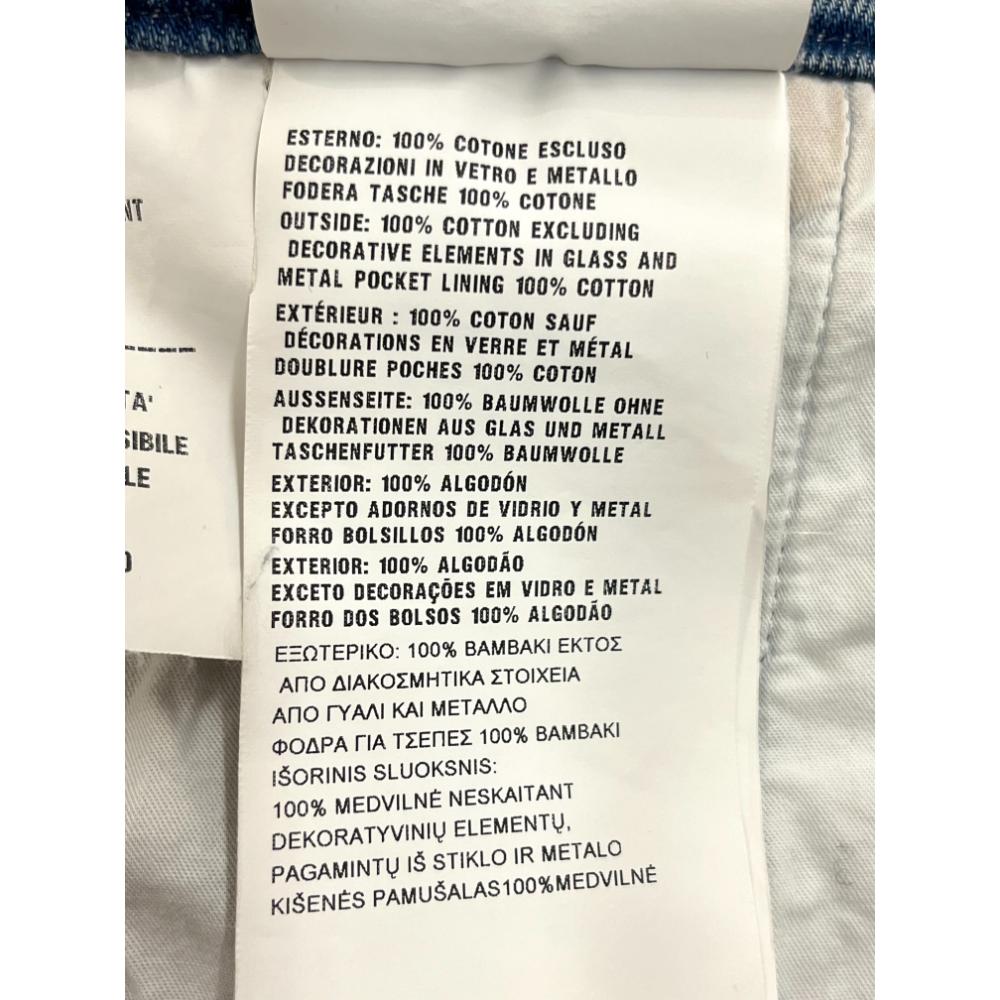 ESTERNO: 100% COTONE ESCLUSO
DECORAZIONI IN VETRO E METALLO
FODERA TASCHE 100% COTONE
OUTSIDE: 100% COTTON EXCLUDING
DECORATIVE ELEMENTS IN GLASS AND
METAL POCKET LINING 100% COTTON
EXTÉRIEUR : 100% COTON SAUF
DÉCORATIONS EN VERRE ET MÉTAL
DOUBLURE POCHES 100% COTON
AUSSENSEITE: 100% BAUMWOLLE OHNE
DEKORATIONEN AUS GLAS UND METALL
TASCHENFUTTER 100% BAUMWOLLE
EXTERIOR: 100% ALGODÓN
EXCEPTO ADORNOS DE VIDRIO Y METAL
FORRO BOLSILLOS 100% ALGODÓN
EXTERIOR: 100% ALGODÃO
EXCETO DECORAÇÕES EM VIDRO E METAL
FORRO DOS BOLSOS 100% ALGODÃO
ΕΞΩΤΕΡΙΚΟ: 100% ΒΑΜΒΑΚΙ ΕΚΤΟΣ
ΑΠΟ ΔΙΑΚΟΣΜΗΤΙΚΑ ΣΤΟΙΧΕΙΑ
ΑΠΟ ΓΥΑΛΙ ΚΑΙ ΜΕΤΑΛΛΟ
ΦΟΔΡΑ ΓΙΑ ΤΣΕΠΕΣ 100% ΒΑΜΒΑΚΙ
IŠORINIS SLUOKSNIS:
100% MEDVILNĖ NESKAITANT
DEKORATYVINIŲ ELEMENTŲ,
PAGAMINTŲ IŠ STIKLO IR METALO
KIŠENĖS PAMUŠALAS100%MEDVILNĖ